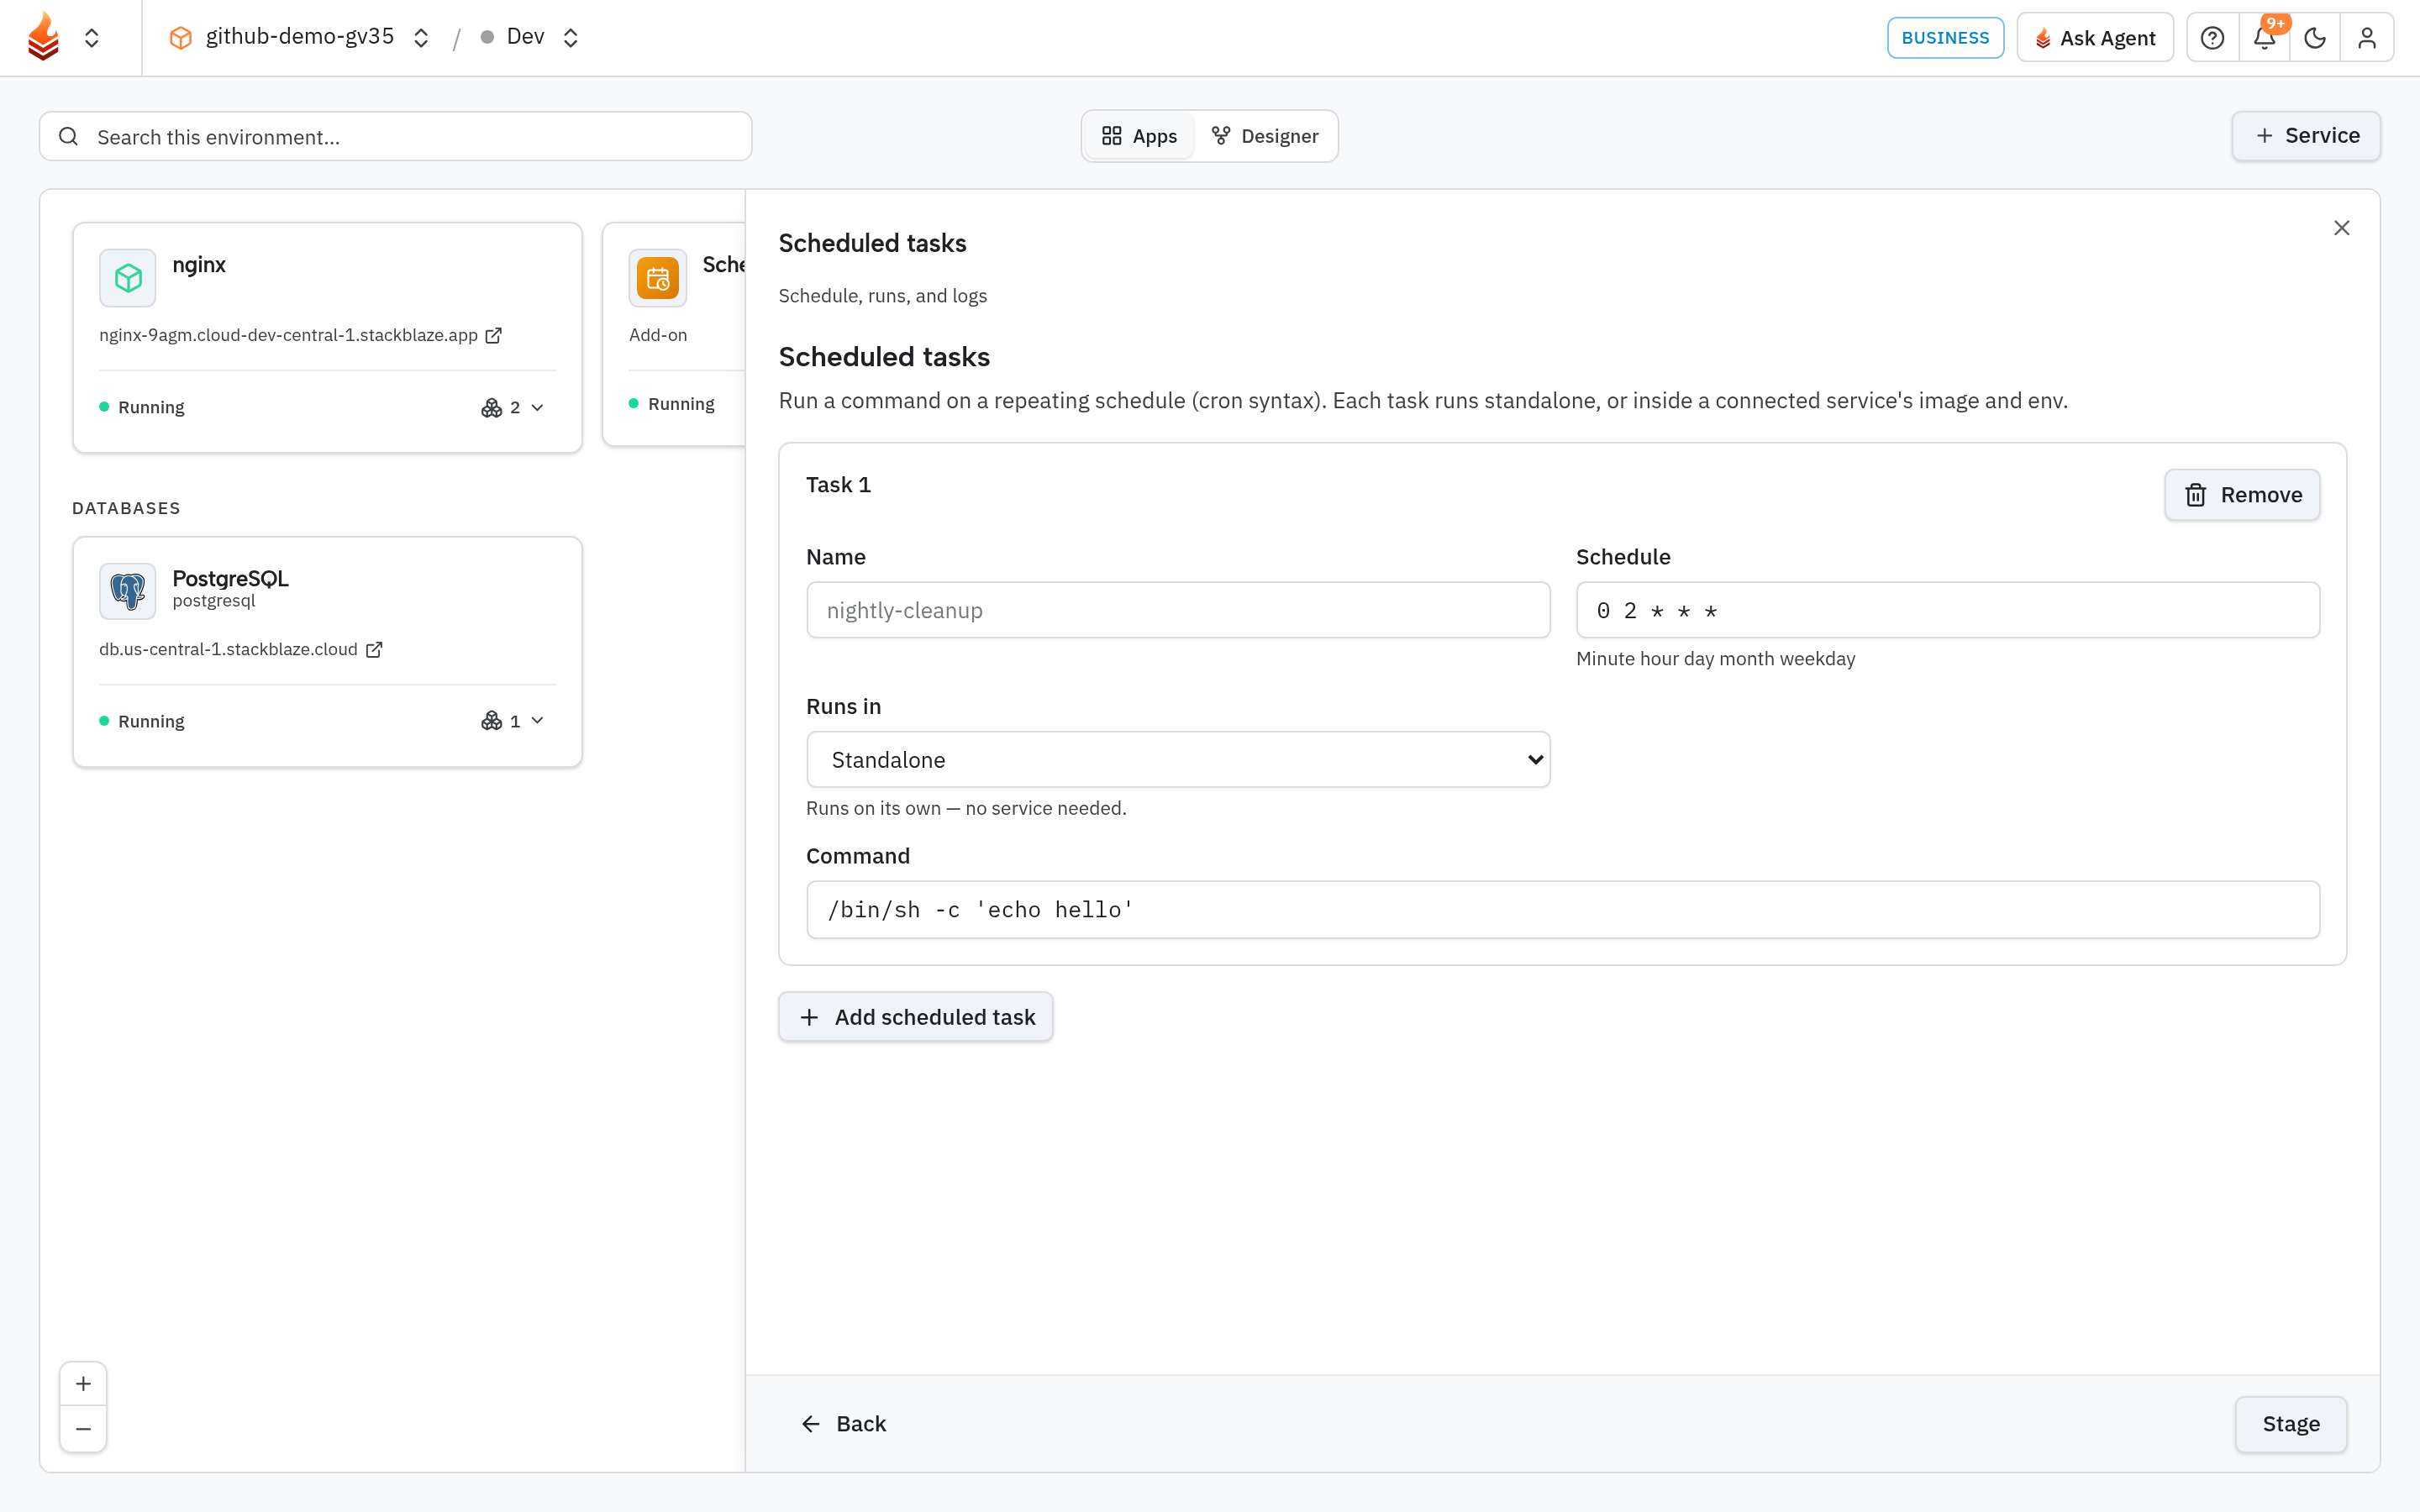 github-demo-gv35 / Dev
BUSINESS
Ask Agent
9+
Search this environment...
Apps
Designer
+ Service
nginx
nginx-9agm.cloud-dev-central-1.stackblaze.app
Running
2
Sche
Add-on
Running
DATABASES
PostgreSQL
postgresql
db.us-central-1.stackblaze.cloud
Running
1
Scheduled tasks
Schedule, runs, and logs
Scheduled tasks
Run a command on a repeating schedule (cron syntax). Each task runs standalone, or inside a connected service's image and env.
Task 1
Remove
Name
nightly-cleanup
Schedule
0 2 * * *
Minute hour day month weekday
Runs in
Standalone
Runs on its own — no service needed.
Command
/bin/sh -c 'echo hello'
+ Add scheduled task
Back
Stage